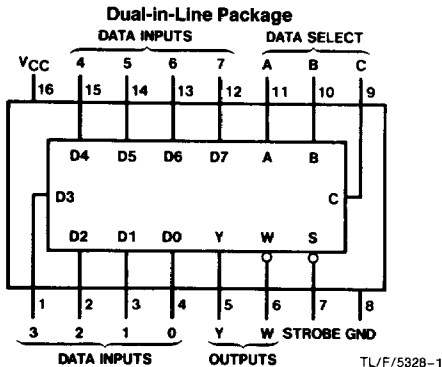 Dual-in-Line Package
DATA INPUTS DATA SELECT
VCC 4 5 6 7 A B C
16 15 14 13 12 11 10 9
D4 D5 D6 D7 A B
D3 C
D2 D1 D0 Y W S
1 2 3 4 5 6 7 8
3 2 1 0 Y W STROBE GND
DATA INPUTS OUTPUTS
TL/F/5328-1